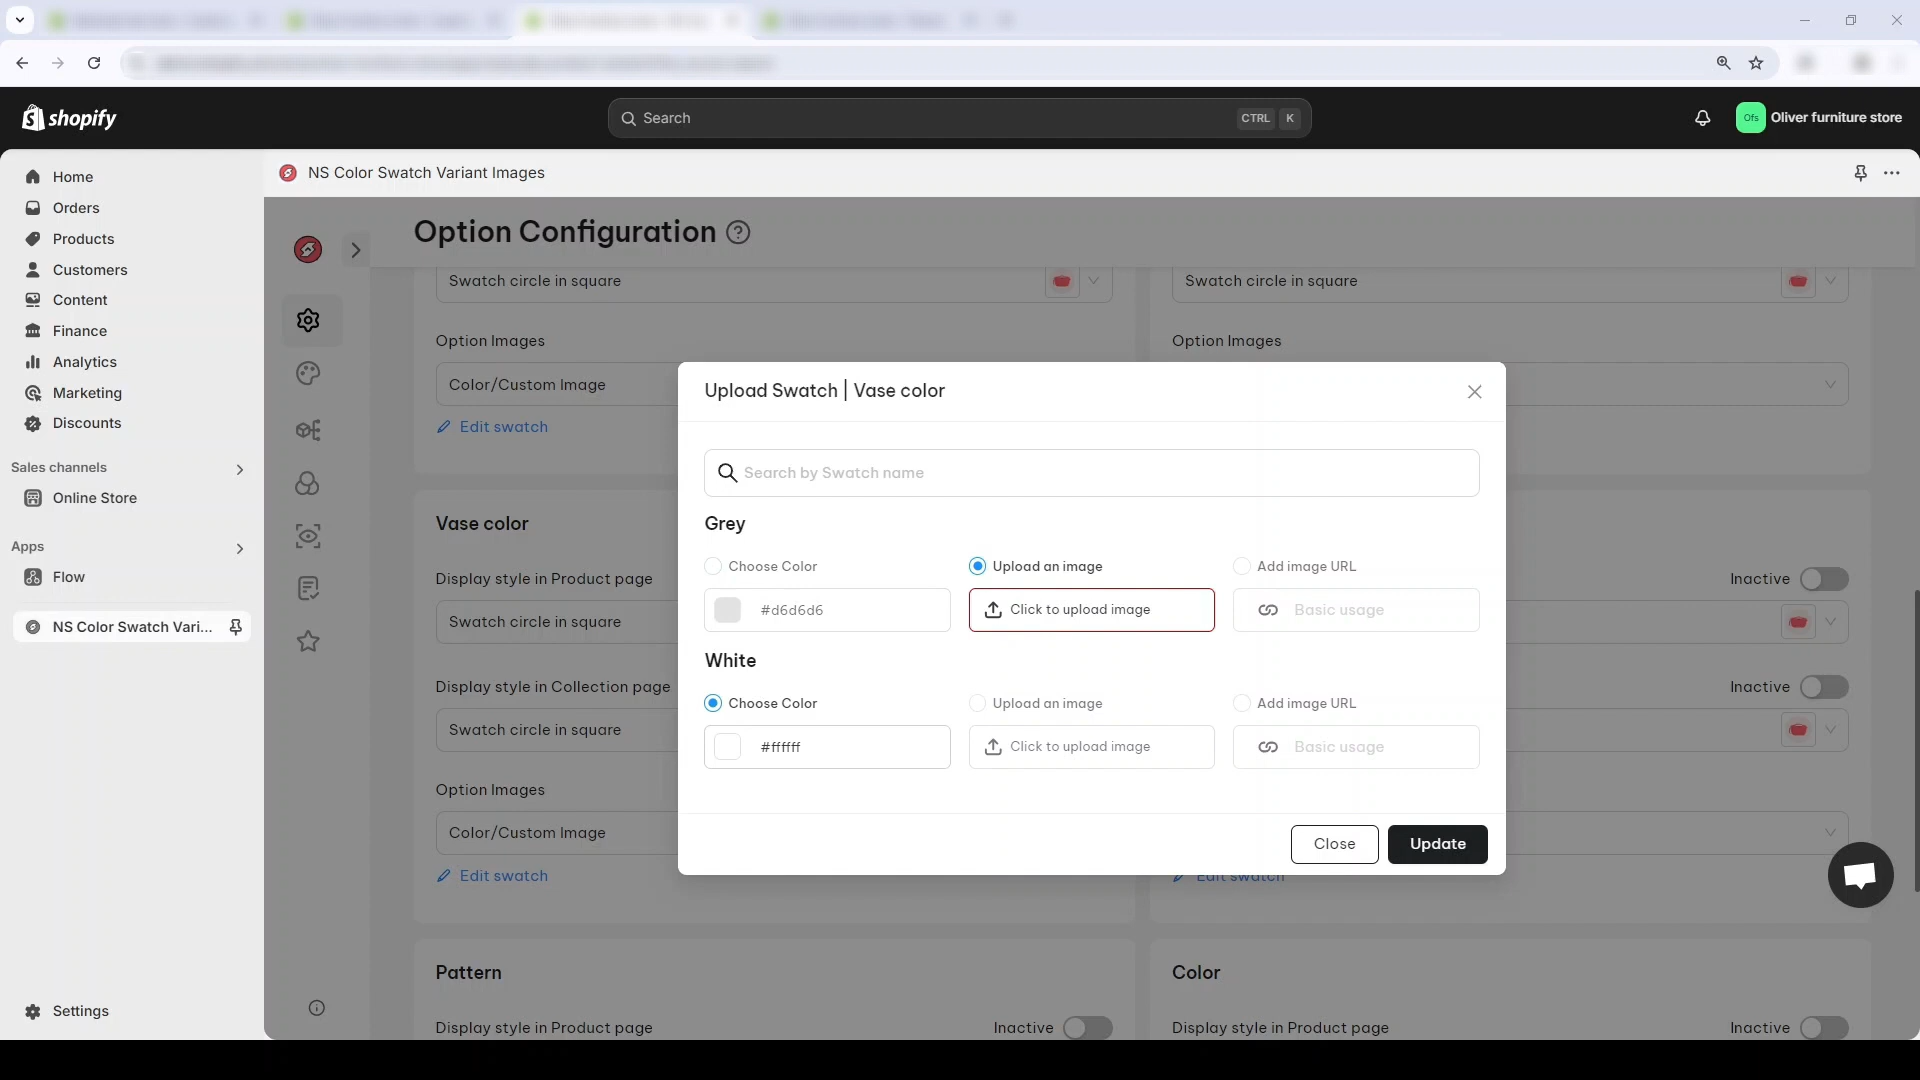 shopify
Search
CTRL K
Ofs
Oliver furniture store
Home
Orders
Products
Customers
Content
Finance
Analytics
Marketing
Discounts
Sales channels
Online Store
Apps
Flow
NS Color Swatch Vari...
Settings
NS Color Swatch Variant Images
Option Configuration
Swatch circle in square
Swatch circle in square
Option Images
Option Images
Color/Custom Image
Edit swatch
Vase color
Display style in Product page
Inactive
Swatch circle in square
Display style in Collection page
Inactive
Swatch circle in square
Option Images
Color/Custom Image
Edit swatch
Edit swatch
Pattern
Color
Display style in Product page
Inactive
Display style in Product page
Inactive
Upload Swatch | Vase color
Search by Swatch name
Grey
Choose Color
Upload an image
Add image URL
#d6d6d6
Click to upload image
Basic usage
White
Choose Color
Upload an image
Add image URL
#ffffff
Click to upload image
Basic usage
Close
Update